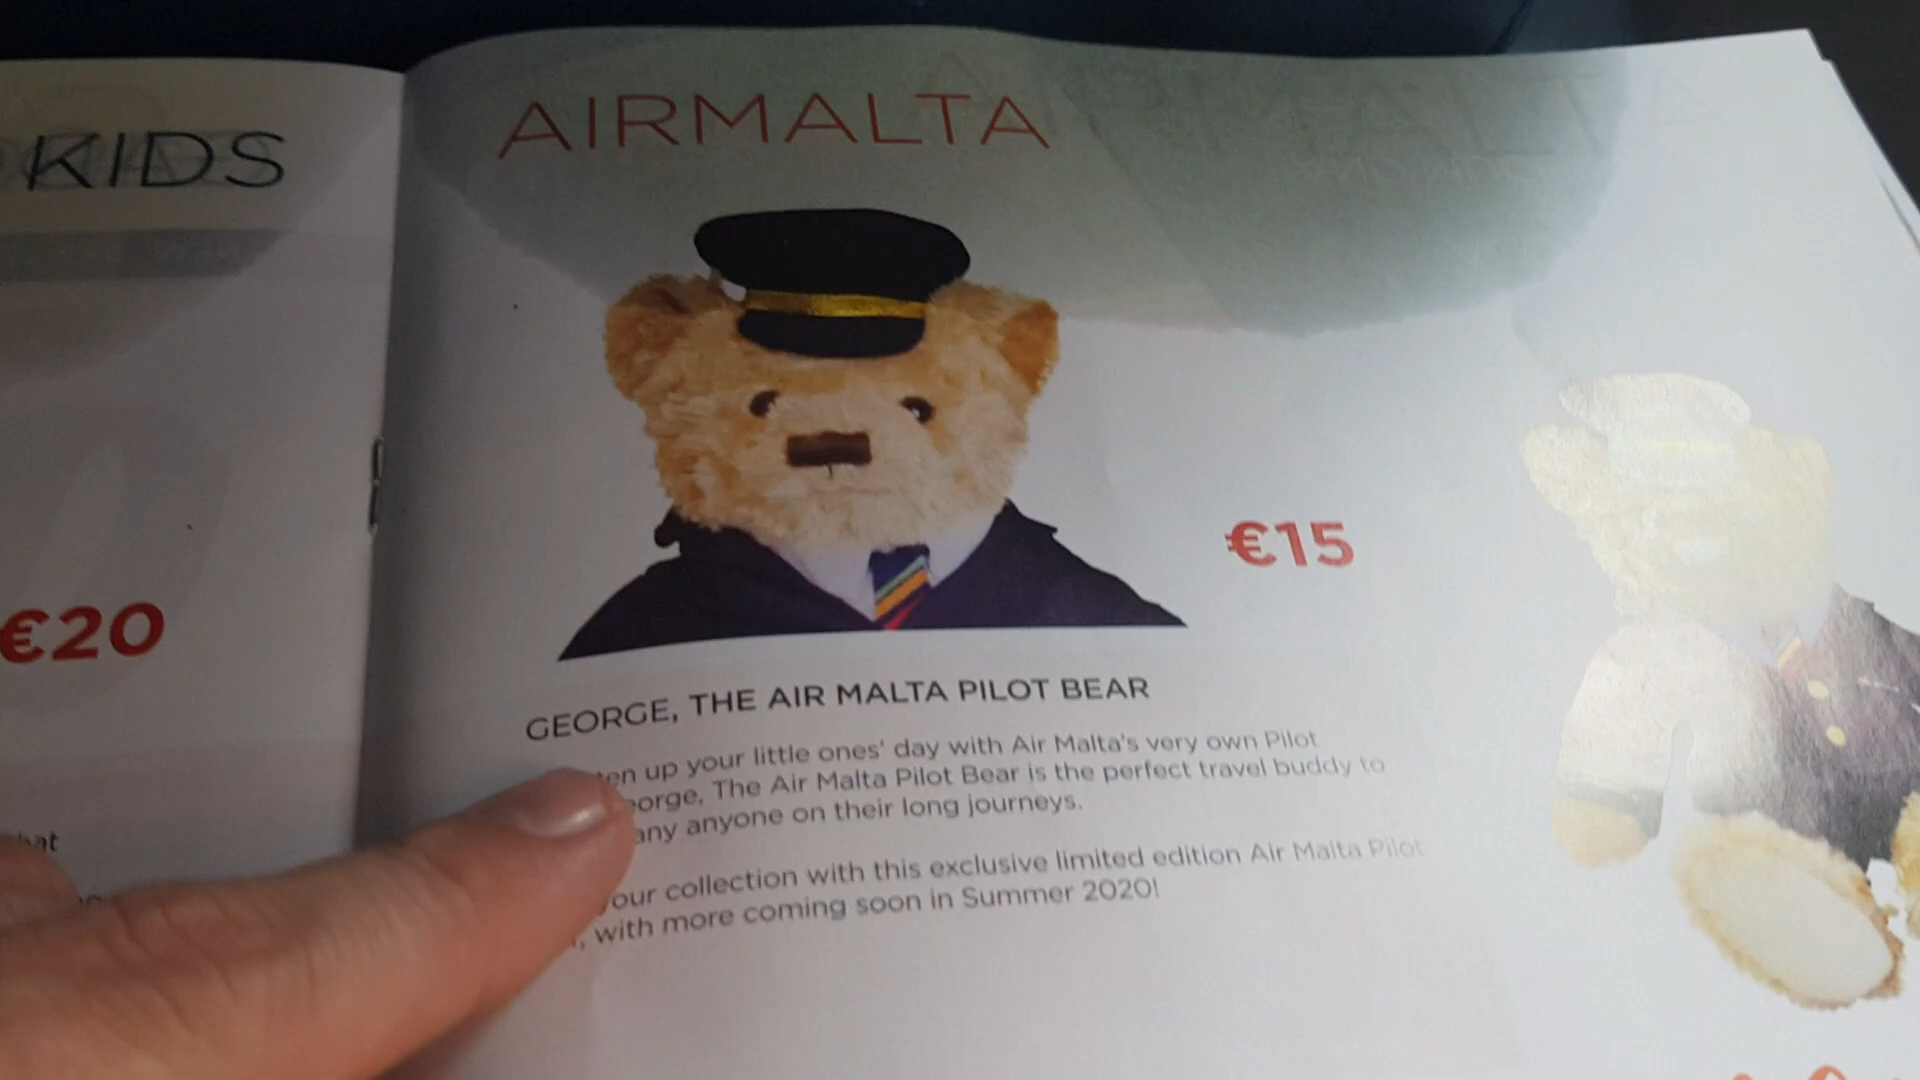 KIDS
€20
hat
AIRMALTA
€15
GEORGE, THE AIR MALTA PILOT BEAR
ten up your little ones' day with Air Malta's very own Pilot
eorge, The Air Malta Pilot Bear is the perfect travel buddy to
any anyone on their long journeys.
our collection with this exclusive limited edition Air Malta Pilot
, with more coming soon in Summer 2020!